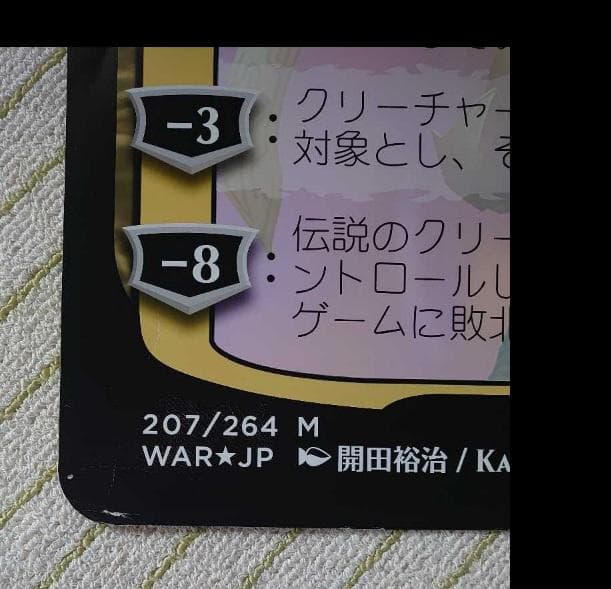 -3 : クリーチャー
対象とし、そ
-8 : 伝説のクリー
ントロールし
ゲームに敗北
207/264 M
WAR★JP 開田裕治 / KA